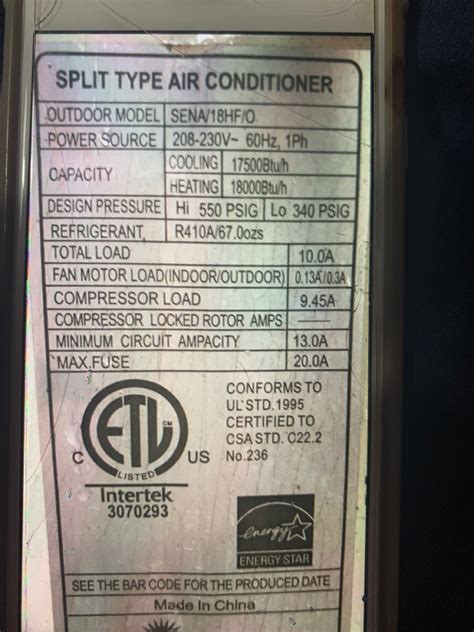 SPLIT TYPE AIR CONDITIONER
OUTDOOR MODEL SENA/18HF/O
POWER SOURCE 208-230V~ 60Hz, 1Ph
CAPACITY COOLING 17500Btu/h
HEATING 18000Btu/h
DESIGN PRESSURE Hi 550 PSIG Lo 340 PSIG
REFRIGERANT, R410A/67.0ozs
TOTAL LOAD 10.0A
FAN MOTOR LOAD(INDOOR/OUTDOOR) 0.13A/0.3A
COMPRESSOR LOAD 9.45A
COMPRESSOR LOCKED ROTOR AMPS —
MINIMUM CIRCUIT AMPACITY 13.0A
MAX.FUSE 20.0A
CONFORMS TO
UL STD.1995
CERTIFIED TO
CSA STD. C22.2
No.236
ETL CM
LISTED
C US
Intertek
3070293
energy
ENERGY STAR
SEE THE BAR CODE FOR THE PRODUCED DATE
Made In China